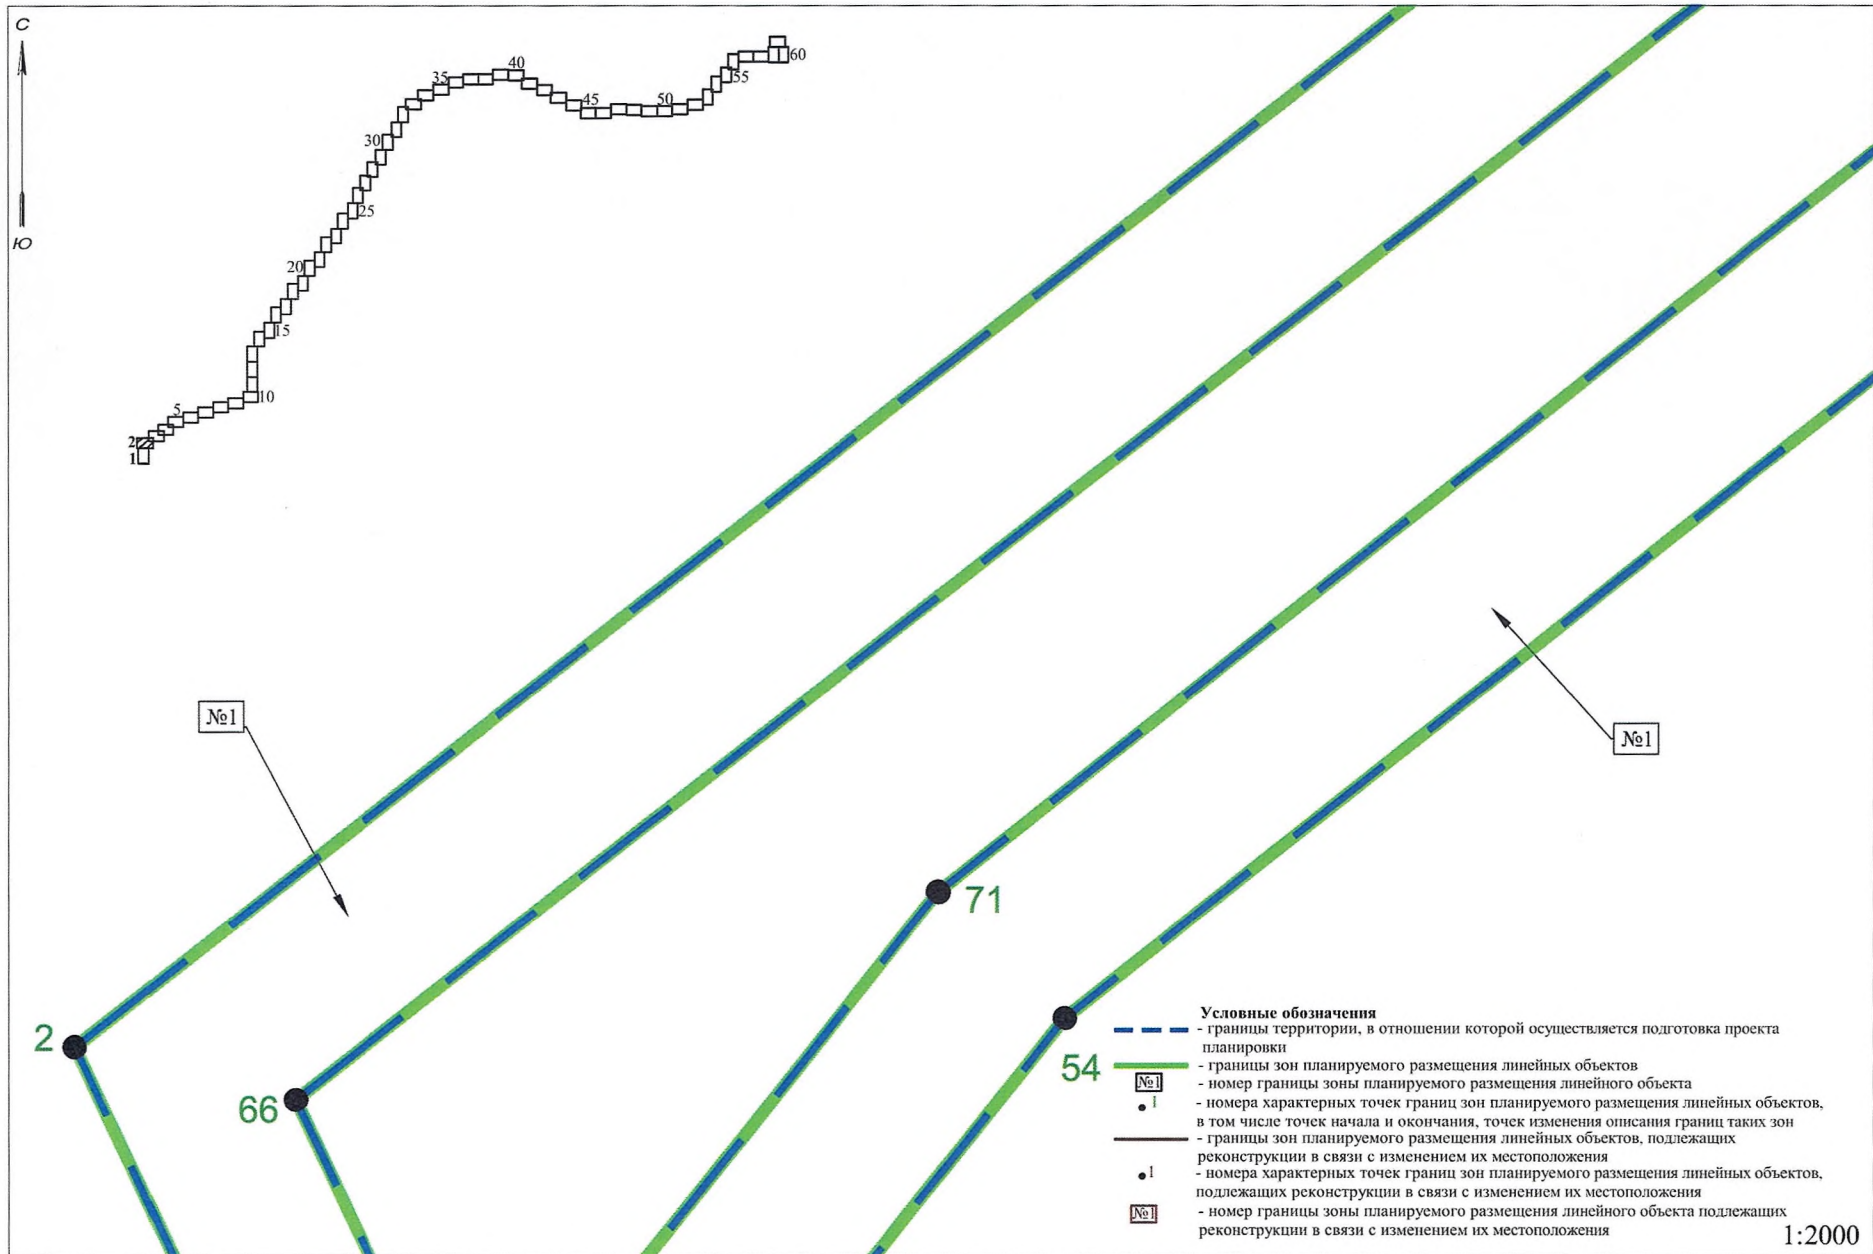 С
Ю
60
40
35
55
45
50
30
25
20
15
10
5
2
1
№1
№1
71
2
54
66
Условные обозначения
- границы территории, в отношении которой осуществляется подготовка проекта
планировки
- границы зон планируемого размещения линейных объектов
№1 - номер границы зоны планируемого размещения линейного объекта
1 - номера характерных точек границ зон планируемого размещения линейных объектов,
в том числе точек начала и окончания, точек изменения описания границ таких зон
- границы зон планируемого размещения линейных объектов, подлежащих
реконструкции в связи с изменением их местоположения
1 - номера характерных точек границ зон планируемого размещения линейных объектов,
подлежащих реконструкции в связи с изменением их местоположения
№1 - номер границы зоны планируемого размещения линейного объекта подлежащих
реконструкции в связи с изменением их местоположения
1:2000